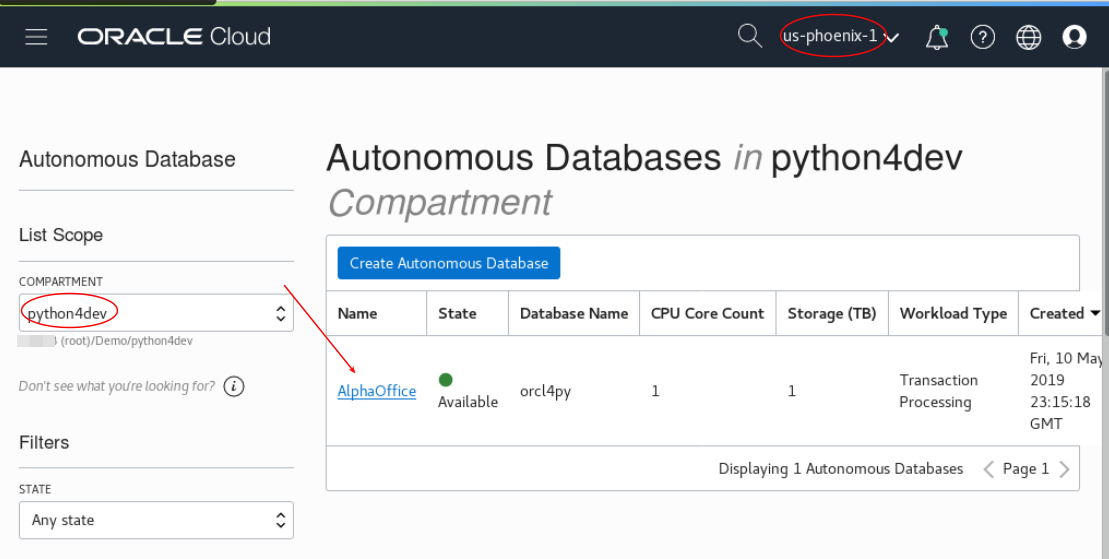 ORACLE Cloud
us-phoenix-1
Autonomous Database
List Scope
COMPARTMENT
python4dev
(root)/Demo/python4dev
Don't see what you're looking for?
Filters
STATE
Any state
Autonomous Databases in python4dev
Compartment
Create Autonomous Database
Name State Database Name CPU Core Count Storage (TB) Workload Type Created
AlphaOffice Available orcl4py 1 1 Transaction Processing Fri, 10 May 2019 23:15:18 GMT
Displaying 1 Autonomous Databases Page 1